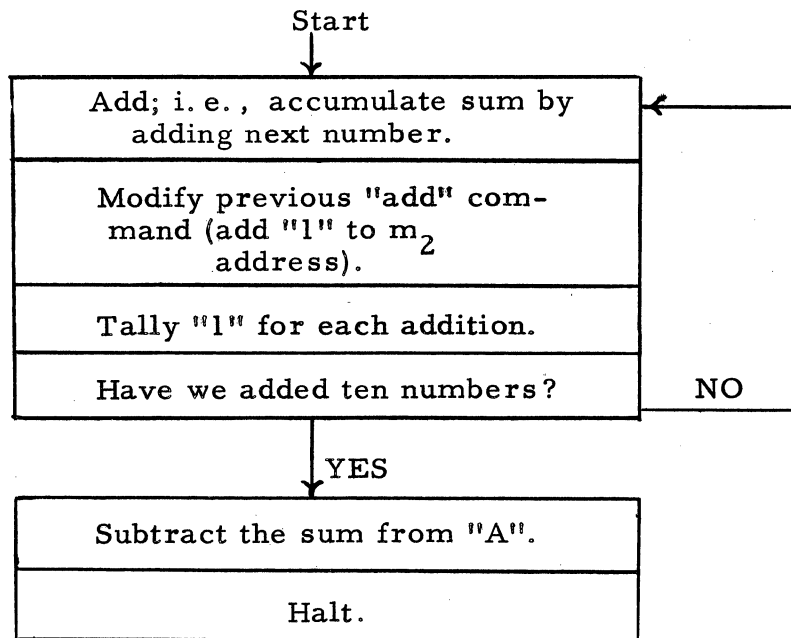 Start
Add; i.e., accumulate sum by
adding next number.
Modify previous "add" com-
mand (add "1" to m2
address).
Tally "1" for each addition.
Have we added ten numbers?
NO
YES
Subtract the sum from "A".
Halt.